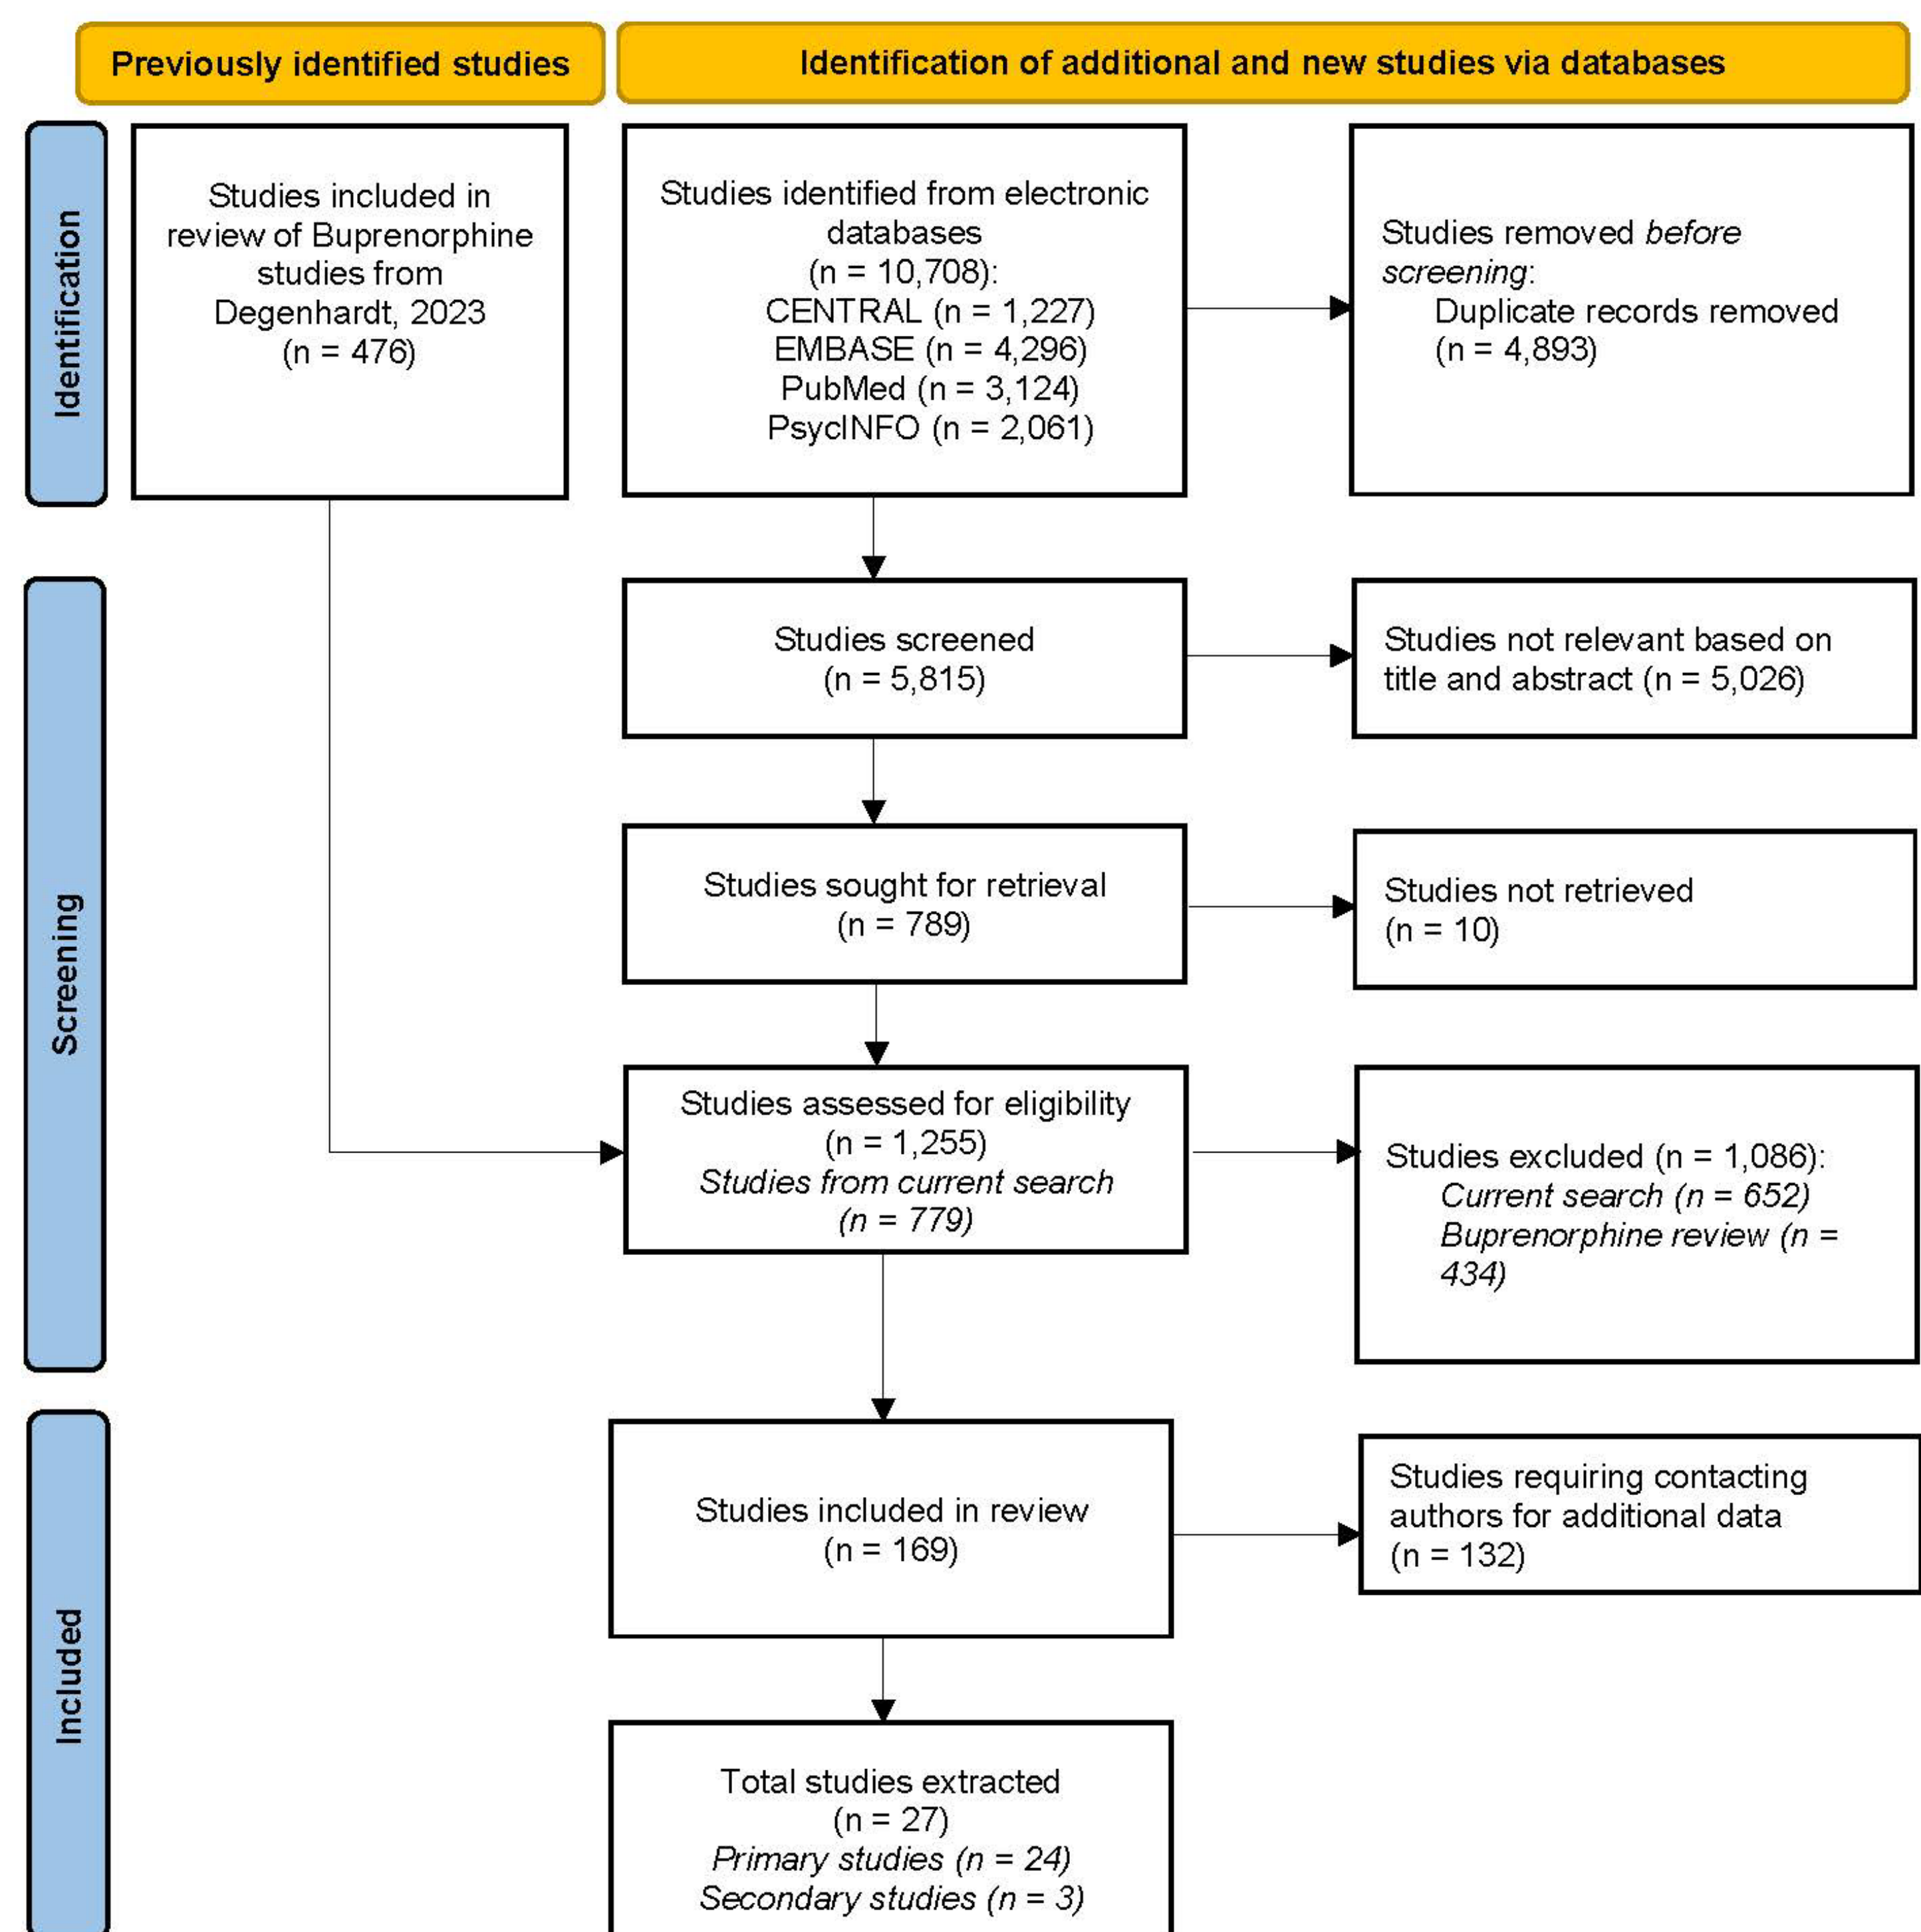 Previously identified studies
Identification of additional and new studies via databases
Identification
Studies included in
review of Buprenorphine
studies from
Degenhardt, 2023
(n = 476)
Studies identified from electronic
databases
(n = 10,708):
CENTRAL (n = 1,227)
EMBASE (n = 4,296)
PubMed (n = 3,124)
PsycINFO (n = 2,061)
Studies removed before
screening:
Duplicate records removed
(n = 4,893)
Screening
Studies screened
(n = 5,815)
Studies not relevant based on
title and abstract (n = 5,026)
Studies sought for retrieval
(n = 789)
Studies not retrieved
(n = 10)
Studies assessed for eligibility
(n = 1,255)
Studies from current search
(n = 779)
Studies excluded (n = 1,086):
Current search (n = 652)
Buprenorphine review (n =
434)
Included
Studies included in review
(n = 169)
Studies requiring contacting
authors for additional data
(n = 132)
Total studies extracted
(n = 27)
Primary studies (n = 24)
Secondary studies (n = 3)